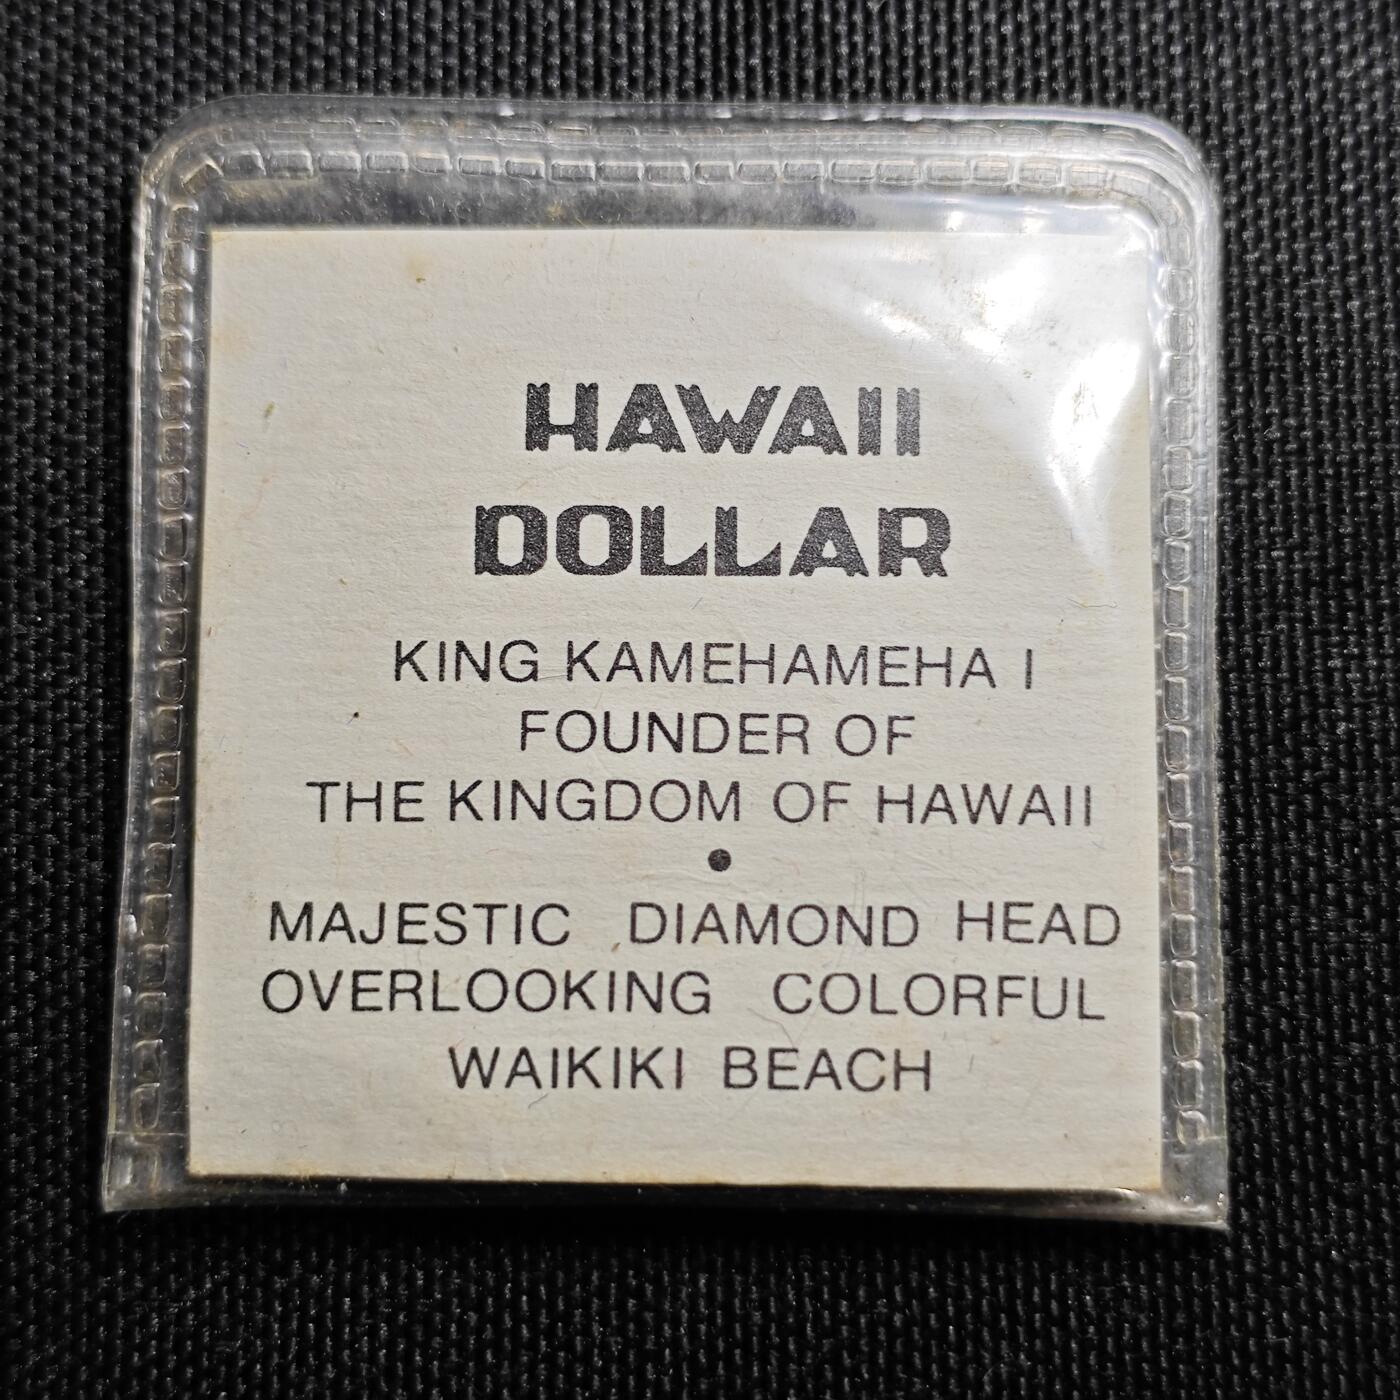 HAWAII
DOLLAR
KING KAMEHAMEHA I
FOUNDER OF
THE KINGDOM OF HAWAII
•
MAJESTIC DIAMOND HEAD
OVERLOOKING COLORFUL
WAIKIKI BEACH